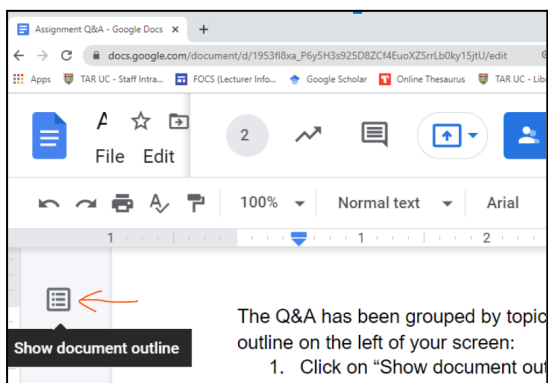 Assignment Q&A - Google Docs
docs.google.com/document/d/1953fl8xa_P6y5H3s925D8ZCf4EuoXZSrrLb0ky15jtU/edit
Apps TAR UC - Staff Intra... FOCS (Lecturer Info... Google Scholar Online Thesaurus TAR UC - Lib
File Edit
2
100% Normal text Arial
1 1 2
The Q&A has been grouped by topic
Show document outline
outline on the left of your screen:
1. Click on "Show document out